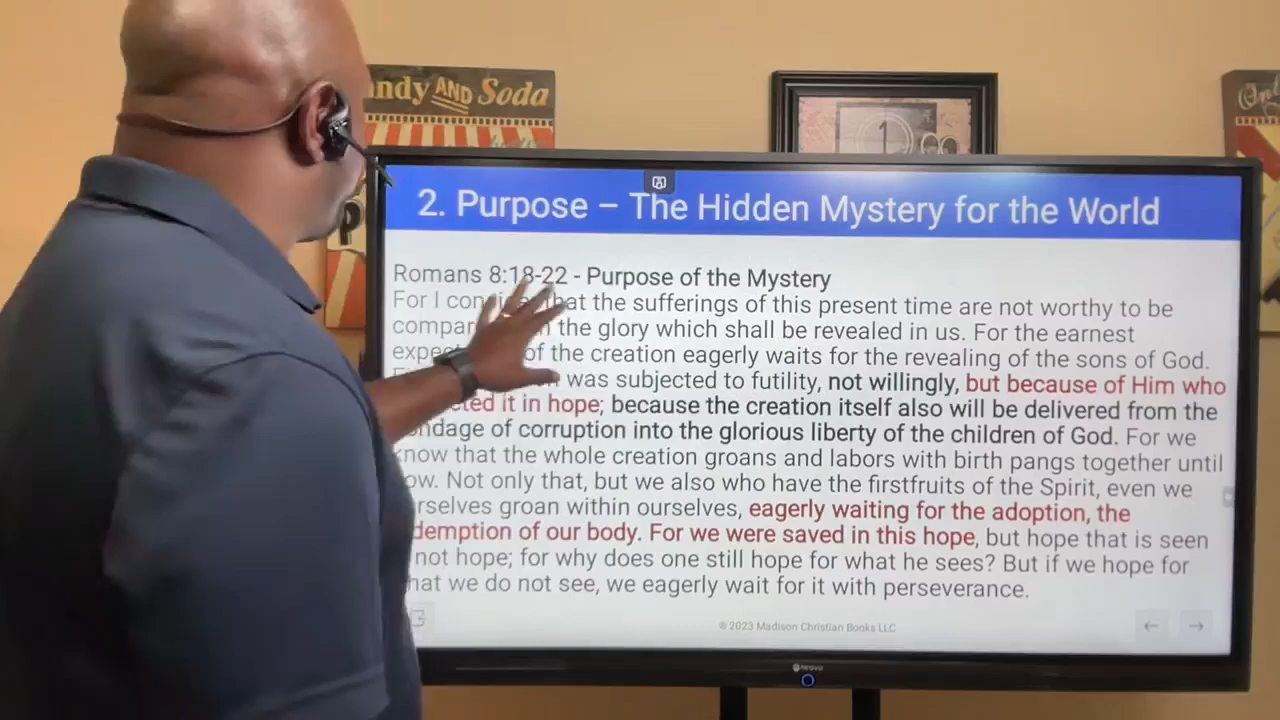 ndy AND Soda
1
2. Purpose – The Hidden Mystery for the World
Romans 8:18-22 - Purpose of the Mystery
For I that the sufferings of this present time are not worthy to be
the glory which shall be revealed in us. For the earnest
of the creation eagerly waits for the revealing of the sons of God.
was subjected to futility, not willingly, but because of Him who
it in hope; because the creation itself also will be delivered from the
ndage of corruption into the glorious liberty of the children of God. For we
know that the whole creation groans and labors with birth pangs together until
ow. Not only that, but we also who have the firstfruits of the Spirit, even we
rselves groan within ourselves, eagerly waiting for the adoption, the
demption of our body. For we were saved in this hope, but hope that is seen
not hope; for why does one still hope for what he sees? But if we hope for
hat we do not see, we eagerly wait for it with perseverance.
© 2023 Madison Christian Books LLC